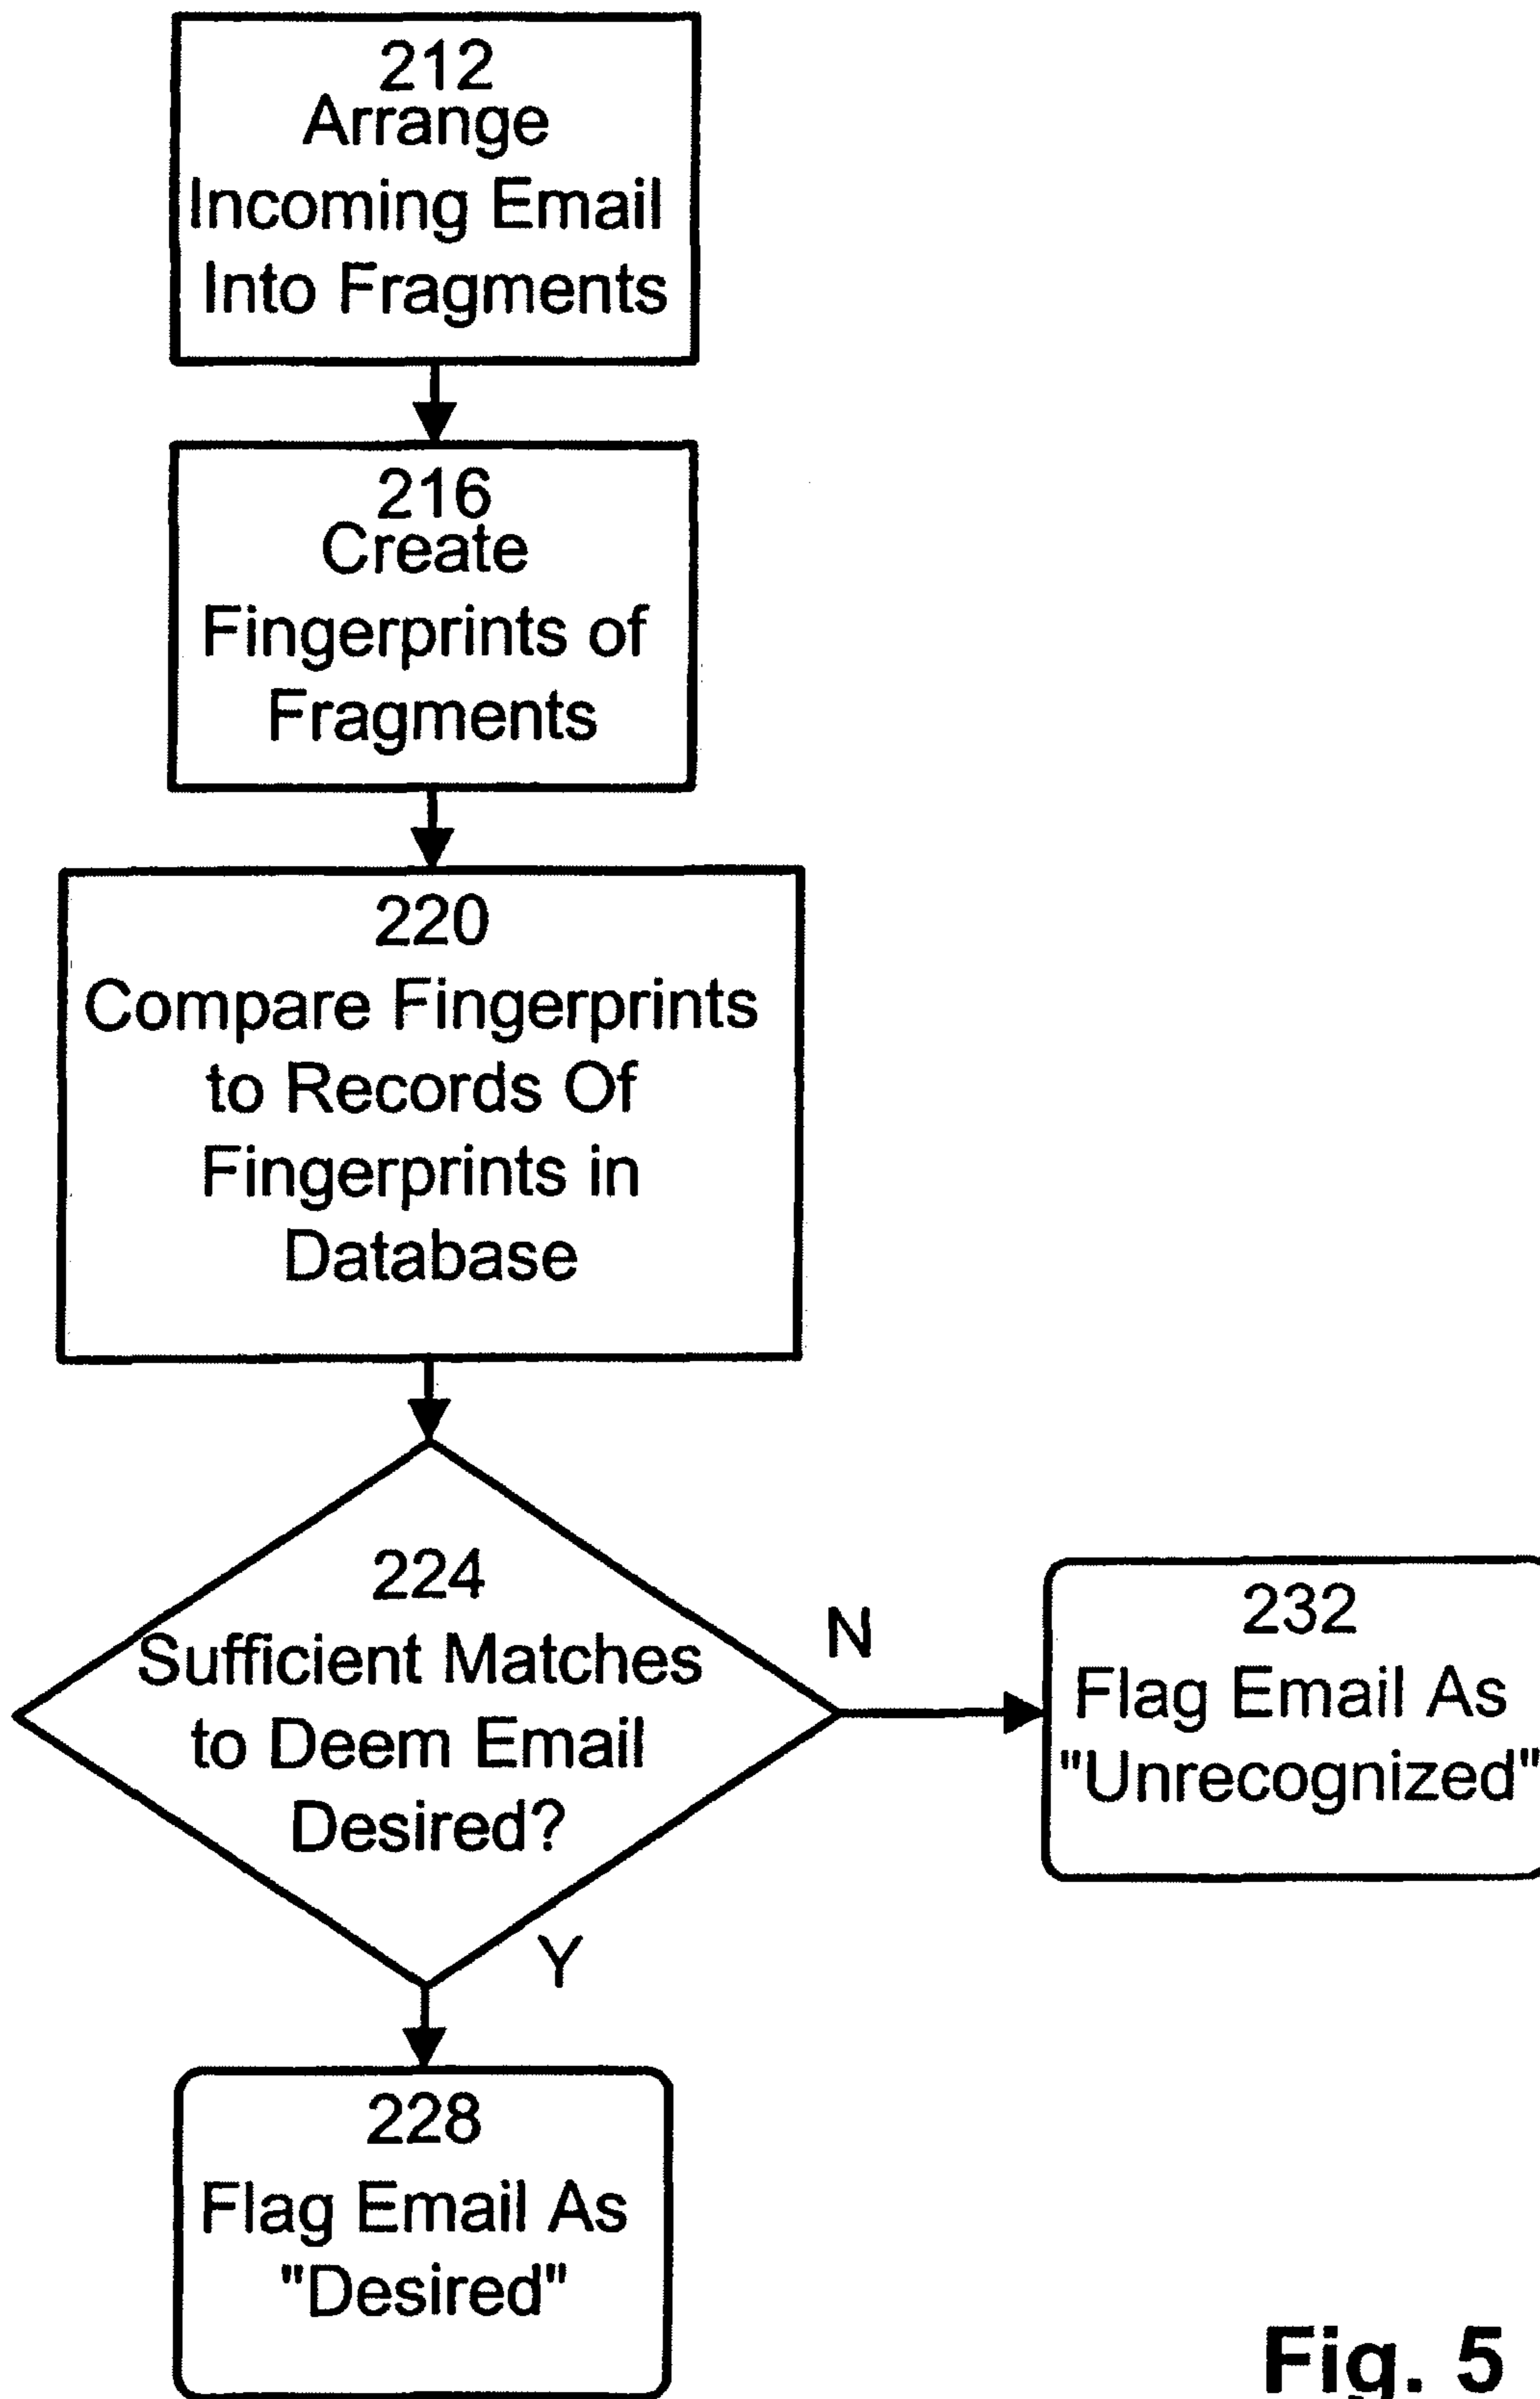 212
Arrange
Incoming Email
Into Fragments
216
Create
Fingerprints of
Fragments
220
Compare Fingerprints
to Records Of
Fingerprints in
Database
224
Sufficient Matches
to Deem Email
Desired?
N
232
Flag Email As
"Unrecognized"
Y
228
Flag Email As
"Desired"
Fig. 5